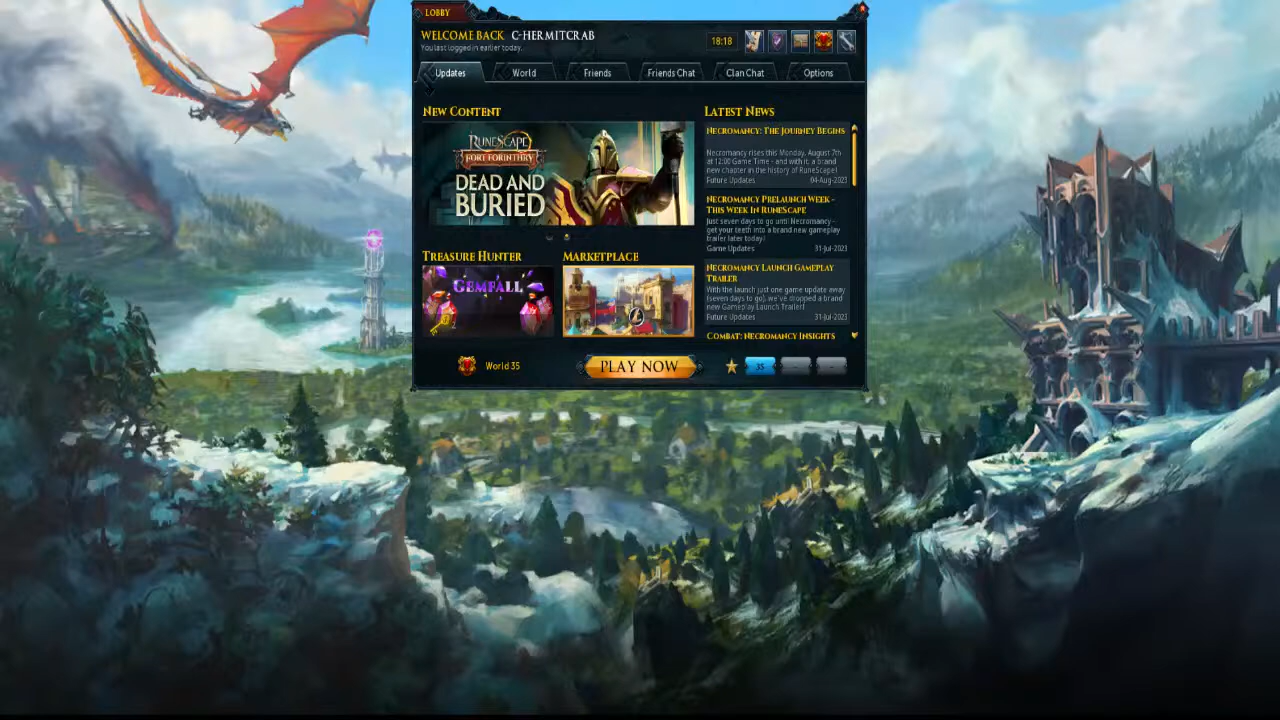 LOBBY
WELCOME BACK C-HERMITCRAB
You last logged in earlier today.
18:18
Updates World Friends Friends Chat Clan Chat Options
NEW CONTENT
RUNESCAPE
FORT FORINTHRY
DEAD AND
BURIED
LATEST NEWS
NECROMANCY: THE JOURNEY BEGINS
Necromancy rises this Monday, August 7th
at 12:00 Game Time - and with it, a brand
new chapter in the history of RuneScape!
Future Updates 04-Aug-2023
NECROMANCY PRELAUNCH WEEK -
THIS WEEK IN RUNESCAPE
Just seven days to go until Necromancy -
get your teeth into a brand new gameplay
trailer later today!
Game Updates 31-Jul-2023
NECROMANCY LAUNCH GAMEPLAY
TRAILER
With the launch just one game update away
(seven days to go), we've dropped a brand
new Gameplay Launch Trailer!
Future Updates 31-Jul-2023
COMBAT: NECROMANCY INSIGHTS
TREASURE HUNTER
GEMFALL
MARKETPLACE
World 35
PLAY NOW
35 - -